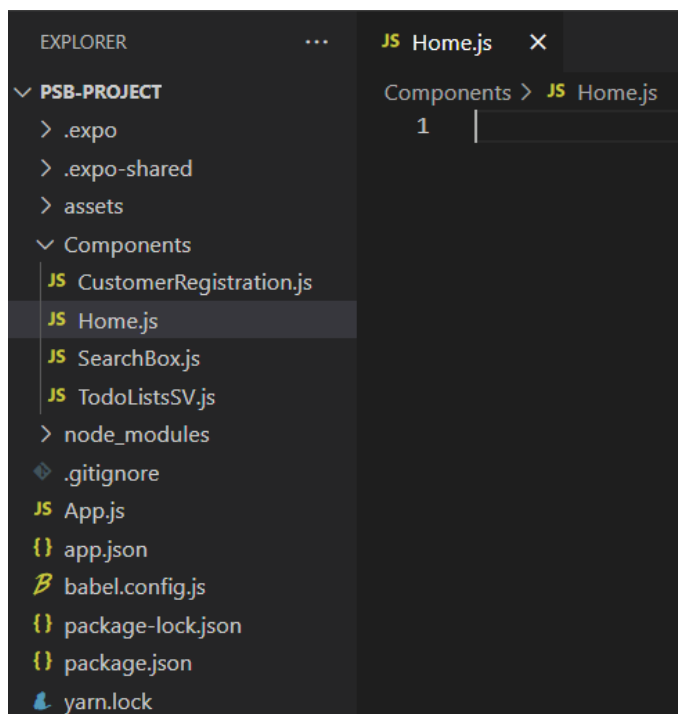 EXPLORER ...
PSB-PROJECT
.expo
.expo-shared
assets
Components
JS CustomerRegistration.js
JS Home.js
JS SearchBox.js
JS TodoListsSV.js
node_modules
.gitignore
JS App.js
{} app.json
B babel.config.js
{} package-lock.json
{} package.json
yarn.lock
JS Home.js ×
Components > JS Home.js
1